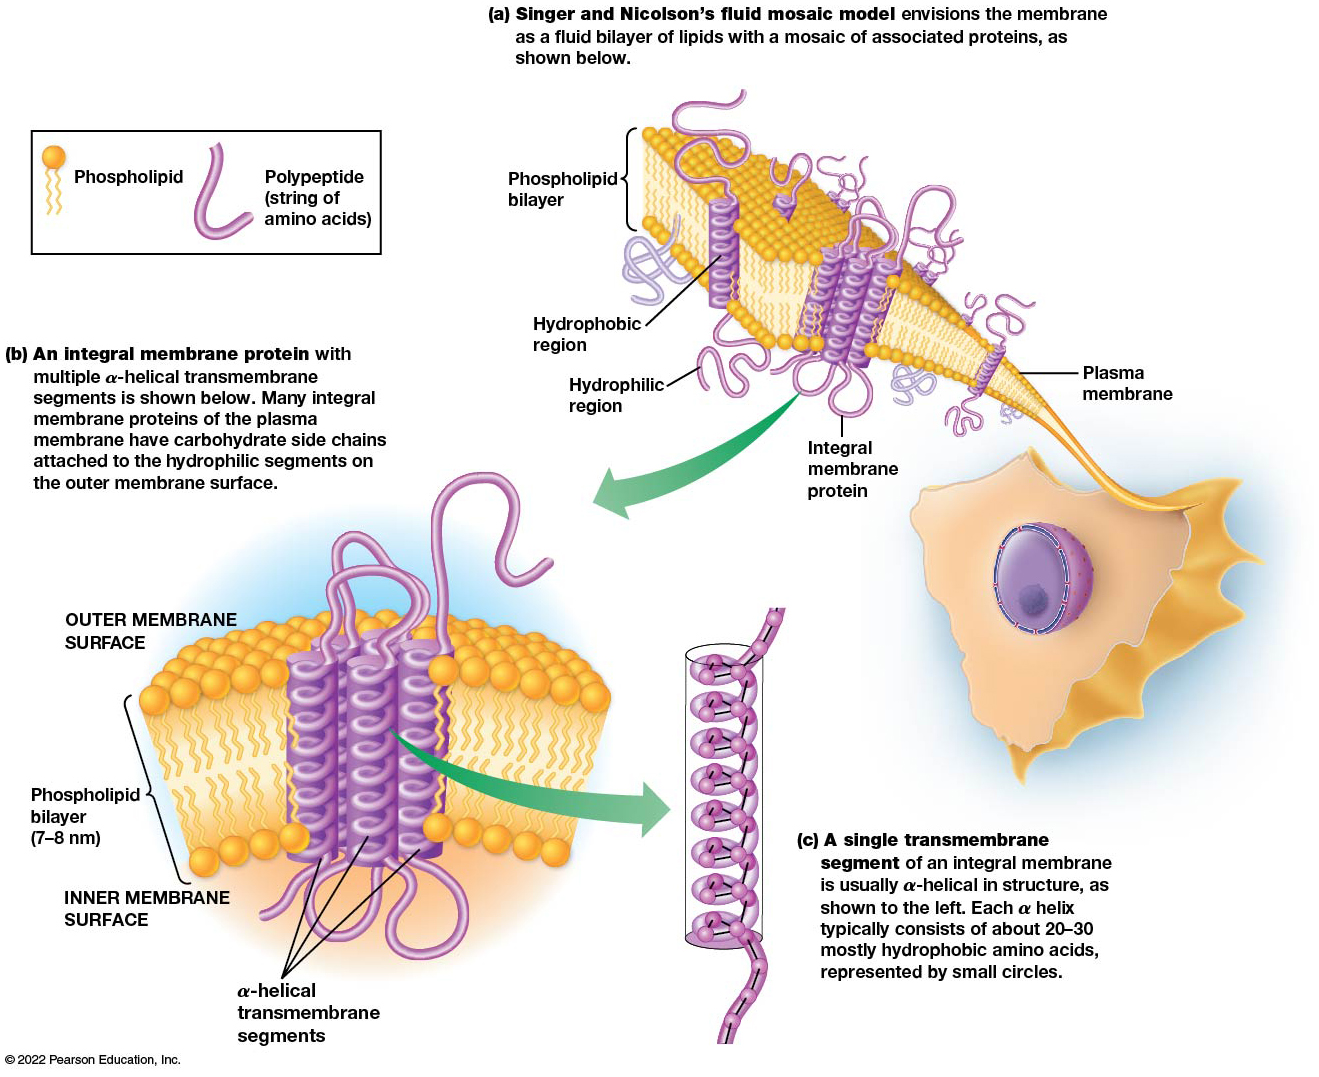 (a) Singer and Nicolson's fluid mosaic model envisions the membrane
as a fluid bilayer of lipids with a mosaic of associated proteins, as
shown below.
Phospholipid
Polypeptide
(string of
amino acids)
Phospholipid
bilayer
Hydrophobic
region
Hydrophilic
region
Integral
membrane
protein
Plasma
membrane
(b) An integral membrane protein with
multiple α-helical transmembrane
segments is shown below. Many integral
membrane proteins of the plasma
membrane have carbohydrate side chains
attached to the hydrophilic segments on
the outer membrane surface.
OUTER MEMBRANE
SURFACE
Phospholipid
bilayer
(7–8 nm)
INNER MEMBRANE
SURFACE
α-helical
transmembrane
segments
(c) A single transmembrane
segment of an integral membrane
is usually α-helical in structure, as
shown to the left. Each α helix
typically consists of about 20–30
mostly hydrophobic amino acids,
represented by small circles.
© 2022 Pearson Education, Inc.